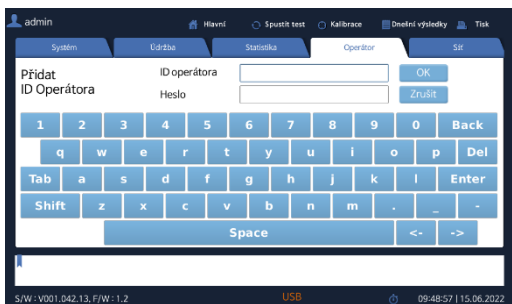 admin Hlavní Spustit test Kalibrace Dnešní výsledky Tisk
Systém Údržba Statistika Operátor Síť
Přidat ID Operátora
ID operátora OK
Heslo Zrušit
1 2 3 4 5 6 7 8 9 0 Back
q w e r t y u i o p Del
Tab a s d f g h j k l Enter
Shift z x c v b n m . _ -
Space <- ->
S/W : V001.042.13, F/W : 1.2 USB 09:48:57 | 15.06.2022